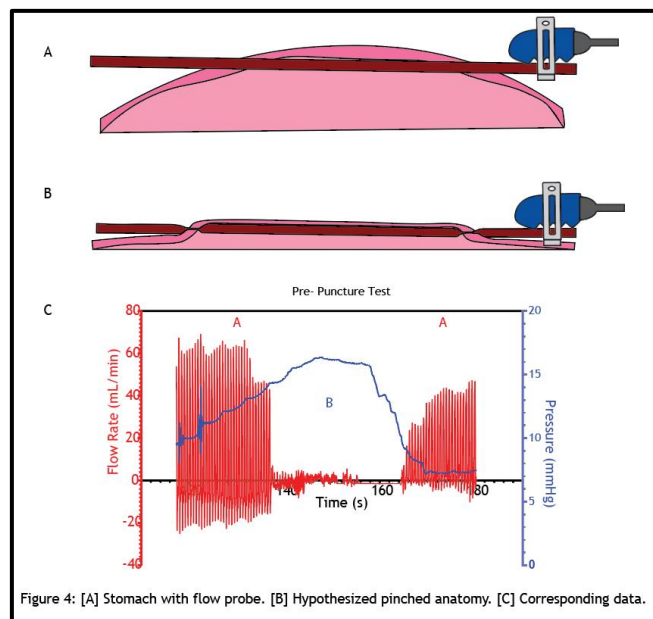 A
B
C
Pre- Puncture Test
80
20
A
A
60
15
40
B
20
10
0
140
160
80
Time (s)
5
-20
-40
0
Flow Rate (mL/min)
Pressure (mmHg)
Figure 4: [A] Stomach with flow probe. [B] Hypothesized pinched anatomy. [C] Corresponding data.